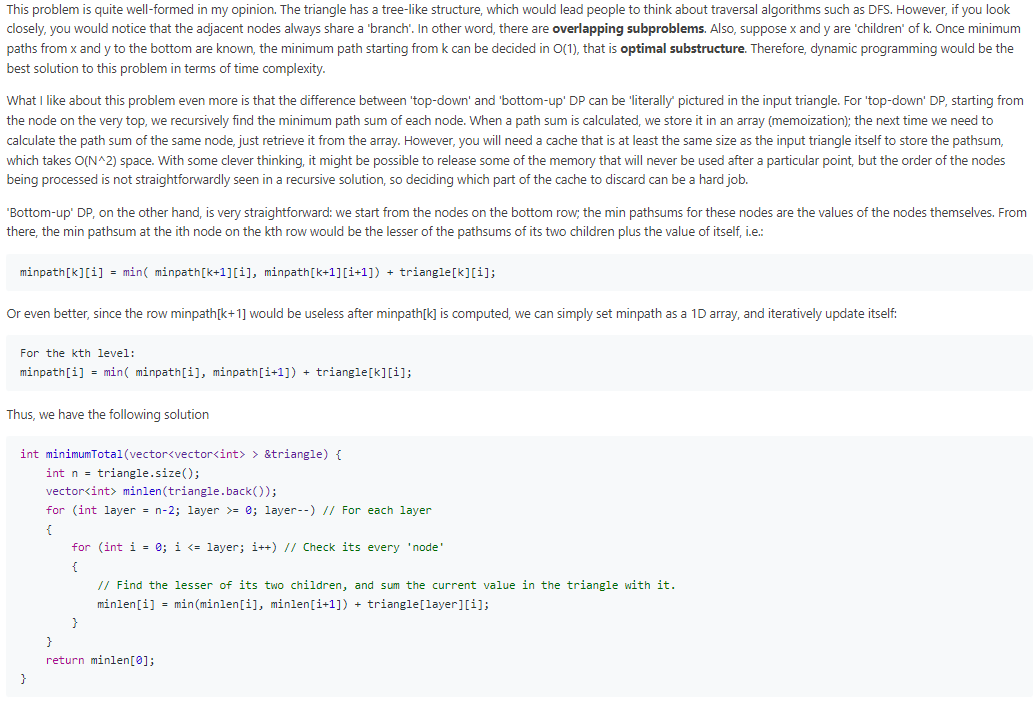 This problem is quite well-formed in my opinion. The triangle has a tree-like structure, which would lead people to think about traversal algorithms such as DFS. However, if you look
closely, you would notice that the adjacent nodes always share a 'branch'. In other word, there are overlapping subproblems. Also, suppose x and y are 'children' of k. Once minimum
paths from x and y to the bottom are known, the minimum path starting from k can be decided in O(1), that is optimal substructure. Therefore, dynamic programming would be the
best solution to this problem in terms of time complexity.
What I like about this problem even more is that the difference between 'top-down' and 'bottom-up' DP can be 'literally' pictured in the input triangle. For 'top-down' DP, starting from
the node on the very top, we recursively find the minimum path sum of each node. When a path sum is calculated, we store it in an array (memoization); the next time we need to
calculate the path sum of the same node, just retrieve it from the array. However, you will need a cache that is at least the same size as the input triangle itself to store the pathsum,
which takes O(N^2) space. With some clever thinking, it might be possible to release some of the memory that will never be used after a particular point, but the order of the nodes
being processed is not straightforwardly seen in a recursive solution, so deciding which part of the cache to discard can be a hard job.
'Bottom-up' DP, on the other hand, is very straightforward: we start from the nodes on the bottom row; the min pathsums for these nodes are the values of the nodes themselves. From
there, the min pathsum at the ith node on the kth row would be the lesser of the pathsums of its two children plus the value of itself, i.e.:
minpath[k][i] = min( minpath[k+1][i], minpath[k+1][i+1]) + triangle[k][i];
Or even better, since the row minpath[k+1] would be useless after minpath[k] is computed, we can simply set minpath as a 1D array, and iteratively update itself:
For the kth level:
minpath[i] = min( minpath[i], minpath[i+1]) + triangle[k][i];
Thus, we have the following solution
int minimumTotal(vector<vector<int> > &triangle) {
    int n = triangle.size();
    vector<int> minlen(triangle.back());
    for (int layer = n-2; layer >= 0; layer--) // For each layer
    {
        for (int i = 0; i <= layer; i++) // Check its every 'node'
        {
            // Find the lesser of its two children, and sum the current value in the triangle with it.
            minlen[i] = min(minlen[i], minlen[i+1]) + triangle[layer][i];
        }
    }
    return minlen[0];
}